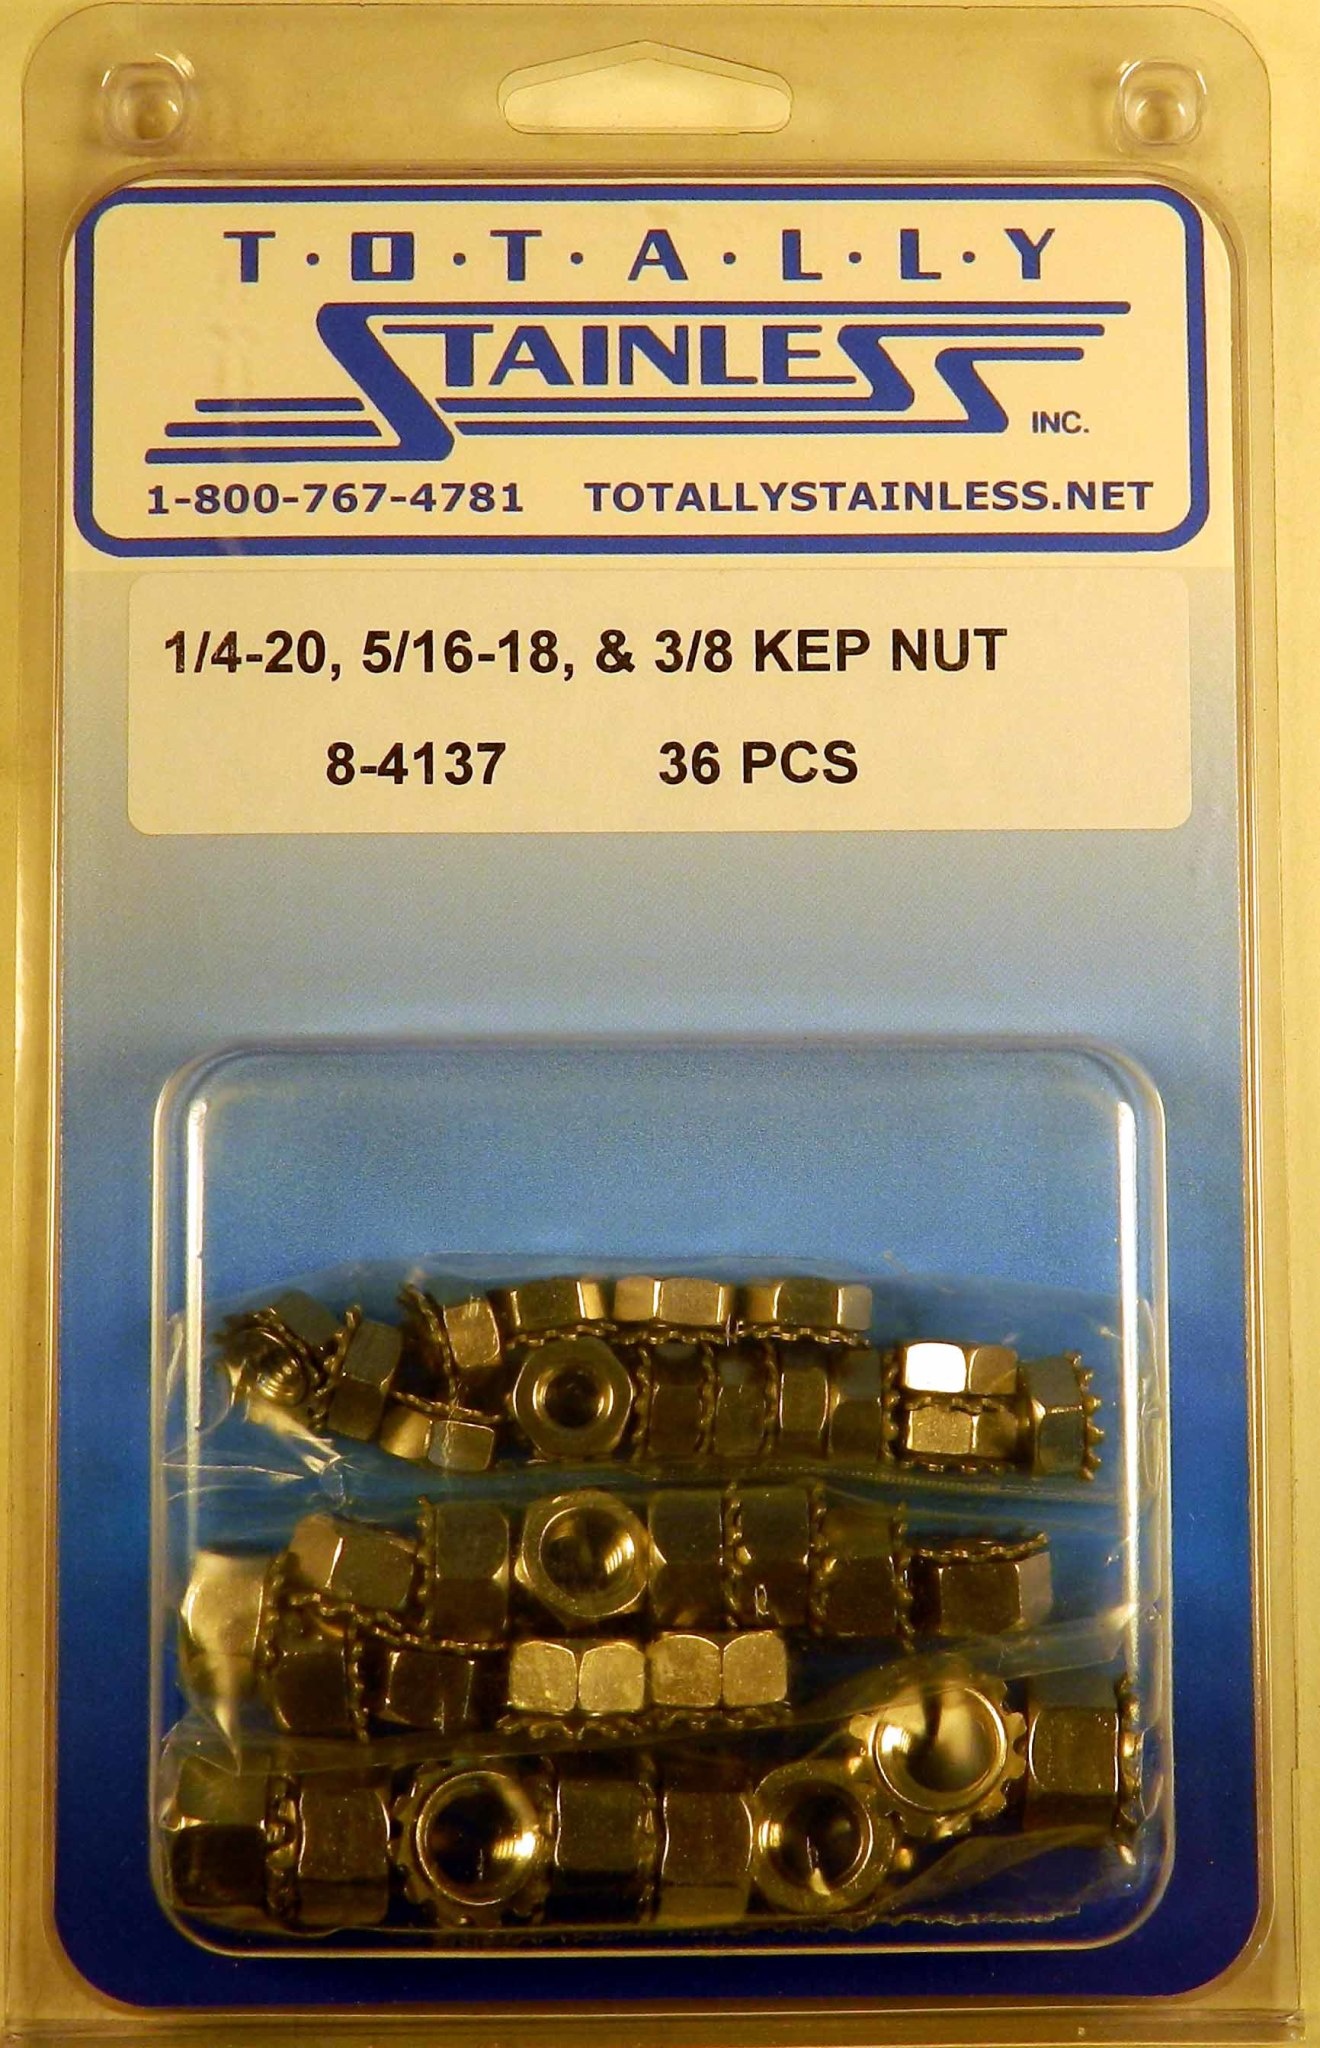 T·O·T·A·L·L·Y
STAINLESS INC.
1-800-767-4781 TOTALLYSTAINLESS.NET
1/4-20, 5/16-18, & 3/8 KEP NUT
8-4137 36 PCS